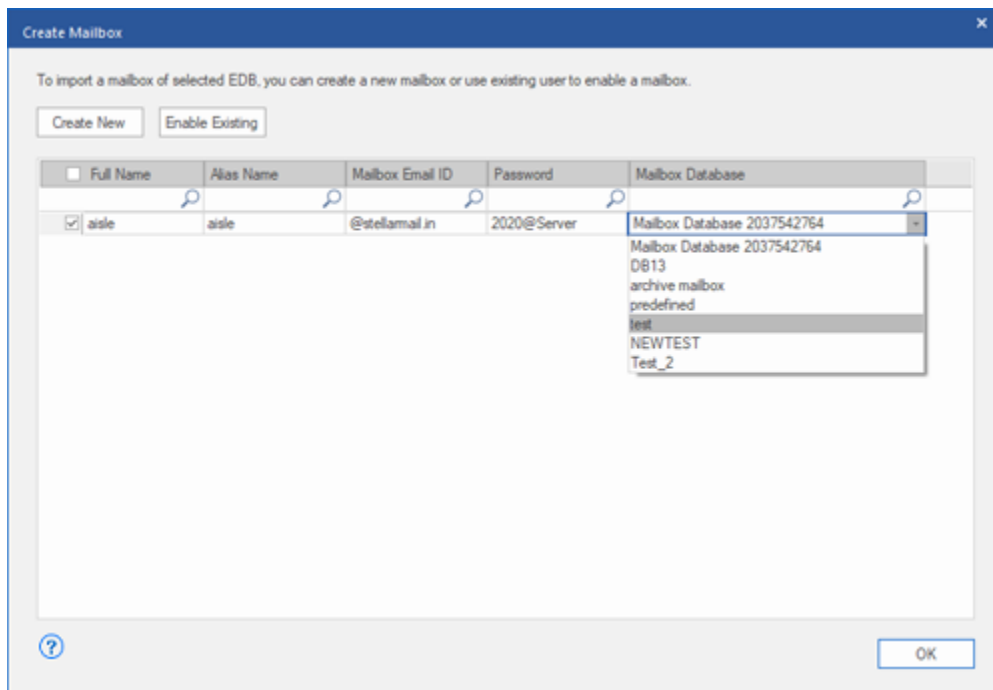 Create Mailbox
To import a mailbox of selected EDB, you can create a new mailbox or use existing user to enable a mailbox.
Create New Enable Existing
Full Name Alias Name Mailbox Email ID Password Mailbox Database
aisle aisle @stellarmail.in 2020@Server Mailbox Database 2037542764
Mailbox Database 2037542764
DB13
archive mailbox
predefined
test
NEWTEST
Test_2
?
OK